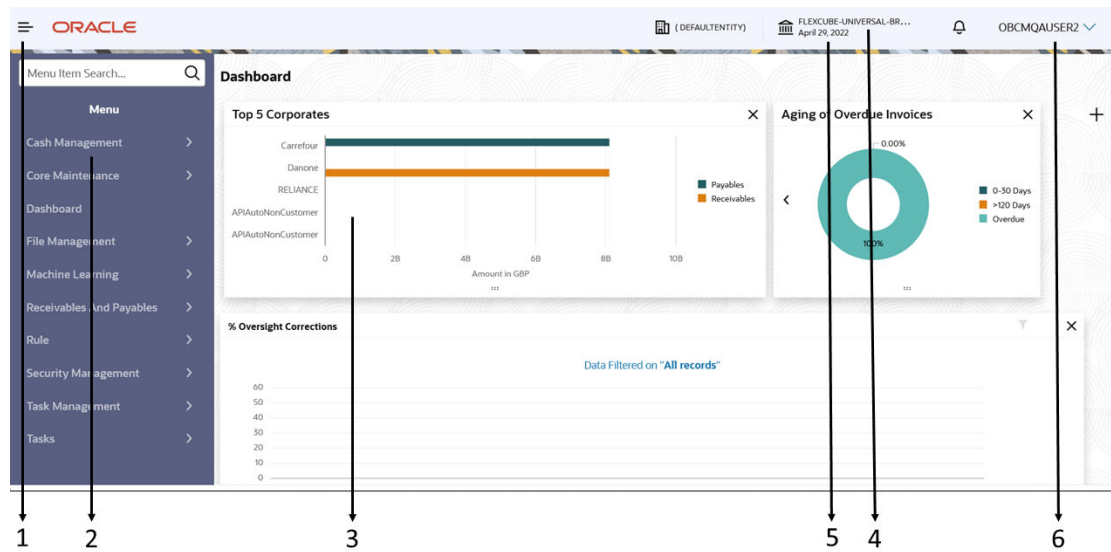 ORACLE
( DEFAULTENTITY)
FLEXCUBE-UNIVERSAL-BR...
April 29, 2022
OBCMQAUSER2
Menu Item Search...
Menu
Cash Management
Core Maintenance
Dashboard
File Management
Machine Learning
Receivables And Payables
Rule
Security Management
Task Management
Tasks
Dashboard
Top 5 Corporates
Carrefour
Danone
RELIANCE
APIAutoNonCustomer
APIAutoNonCustomer
0 2B 4B 6B 8B 10B
Amount in GBP
Payables
Receivables
Aging of Overdue Invoices
0.00%
100%
0-30 Days
>120 Days
Overdue
% Oversight Corrections
Data Filtered on "All records"
60
50
40
30
20
10
0
1 2 3 5 4 6